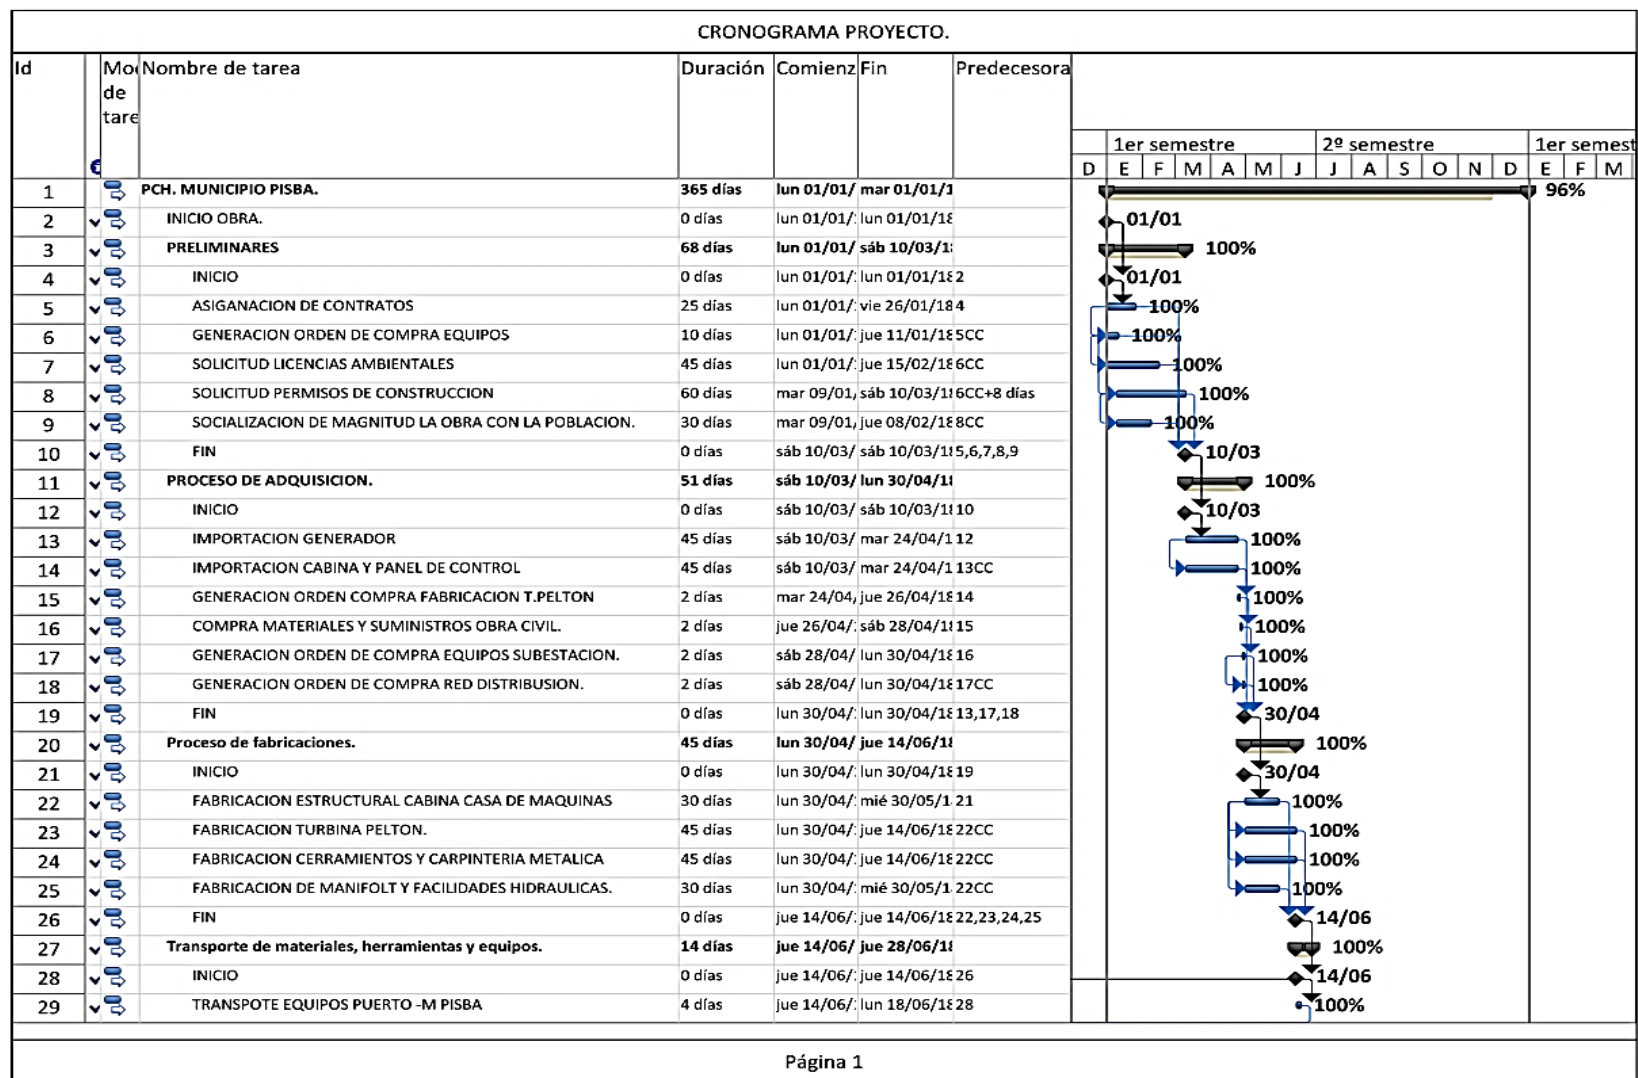 CRONOGRAMA PROYECTO.
Id Moc de tare Nombre de tarea Duración Comienz Fin Predecesora
1er semestre 2º semestre 1er semest
D E F M A M J J A S O N D E F M
1 PCH. MUNICIPIO PISBA. 365 días lun 01/01/ mar 01/01/1 96%
2 INICIO OBRA. 0 días lun 01/01/ lun 01/01/18 01/01
3 PRELIMINARES 68 días lun 01/01/ sáb 10/03/1 100%
4 INICIO 0 días lun 01/01/ lun 01/01/18 2 01/01
5 ASIGANACION DE CONTRATOS 25 días lun 01/01/ vie 26/01/18 4 100%
6 GENERACION ORDEN DE COMPRA EQUIPOS 10 días lun 01/01/ jue 11/01/18 5CC 100%
7 SOLICITUD LICENCIAS AMBIENTALES 45 días lun 01/01/ jue 15/02/18 6CC 100%
8 SOLICITUD PERMISOS DE CONSTRUCCION 60 días mar 09/01, sáb 10/03/18 6CC+8 días 100%
9 SOCIALIZACION DE MAGNITUD LA OBRA CON LA POBLACION. 30 días mar 09/01, jue 08/02/18 8CC 100%
10 FIN 0 días sáb 10/03/ sáb 10/03/18 5,6,7,8,9 10/03
11 PROCESO DE ADQUISICION. 51 días sáb 10/03/ lun 30/04/18 100%
12 INICIO 0 días sáb 10/03/ sáb 10/03/18 10 10/03
13 IMPORTACION GENERADOR 45 días sáb 10/03/ mar 24/04/1 12 100%
14 IMPORTACION CABINA Y PANEL DE CONTROL 45 días sáb 10/03/ mar 24/04/1 13CC 100%
15 GENERACION ORDEN COMPRA FABRICACION T.PELTON 2 días mar 24/04, jue 26/04/18 14 100%
16 COMPRA MATERIALES Y SUMINISTROS OBRA CIVIL. 2 días jue 26/04/ sáb 28/04/18 15 100%
17 GENERACION ORDEN DE COMPRA EQUIPOS SUBESTACION. 2 días sáb 28/04/ lun 30/04/18 16 100%
18 GENERACION ORDEN DE COMPRA RED DISTRIBUSION. 2 días sáb 28/04/ lun 30/04/18 17CC 100%
19 FIN 0 días lun 30/04/ lun 30/04/18 13,17,18 30/04
20 Proceso de fabricaciones. 45 días lun 30/04/ jue 14/06/18 100%
21 INICIO 0 días lun 30/04/ lun 30/04/18 19 30/04
22 FABRICACION ESTRUCTURAL CABINA CASA DE MAQUINAS 30 días lun 30/04/ mié 30/05/1 21 100%
23 FABRICACION TURBINA PELTON. 45 días lun 30/04/ jue 14/06/18 22CC 100%
24 FABRICACION CERRAMIENTOS Y CARPINTERIA METALICA 45 días lun 30/04/ jue 14/06/18 22CC 100%
25 FABRICACION DE MANIFOLT Y FACILIDADES HIDRAULICAS. 30 días lun 30/04/ mié 30/05/1 22CC 100%
26 FIN 0 días jue 14/06/ jue 14/06/18 22,23,24,25 14/06
27 Transporte de materiales, herramientas y equipos. 14 días jue 14/06/ jue 28/06/18 100%
28 INICIO 0 días jue 14/06/ jue 14/06/18 26 14/06
29 TRANSPOTE EQUIPOS PUERTO -M PISBA 4 días jue 14/06/ lun 18/06/18 28 100%
Página 1